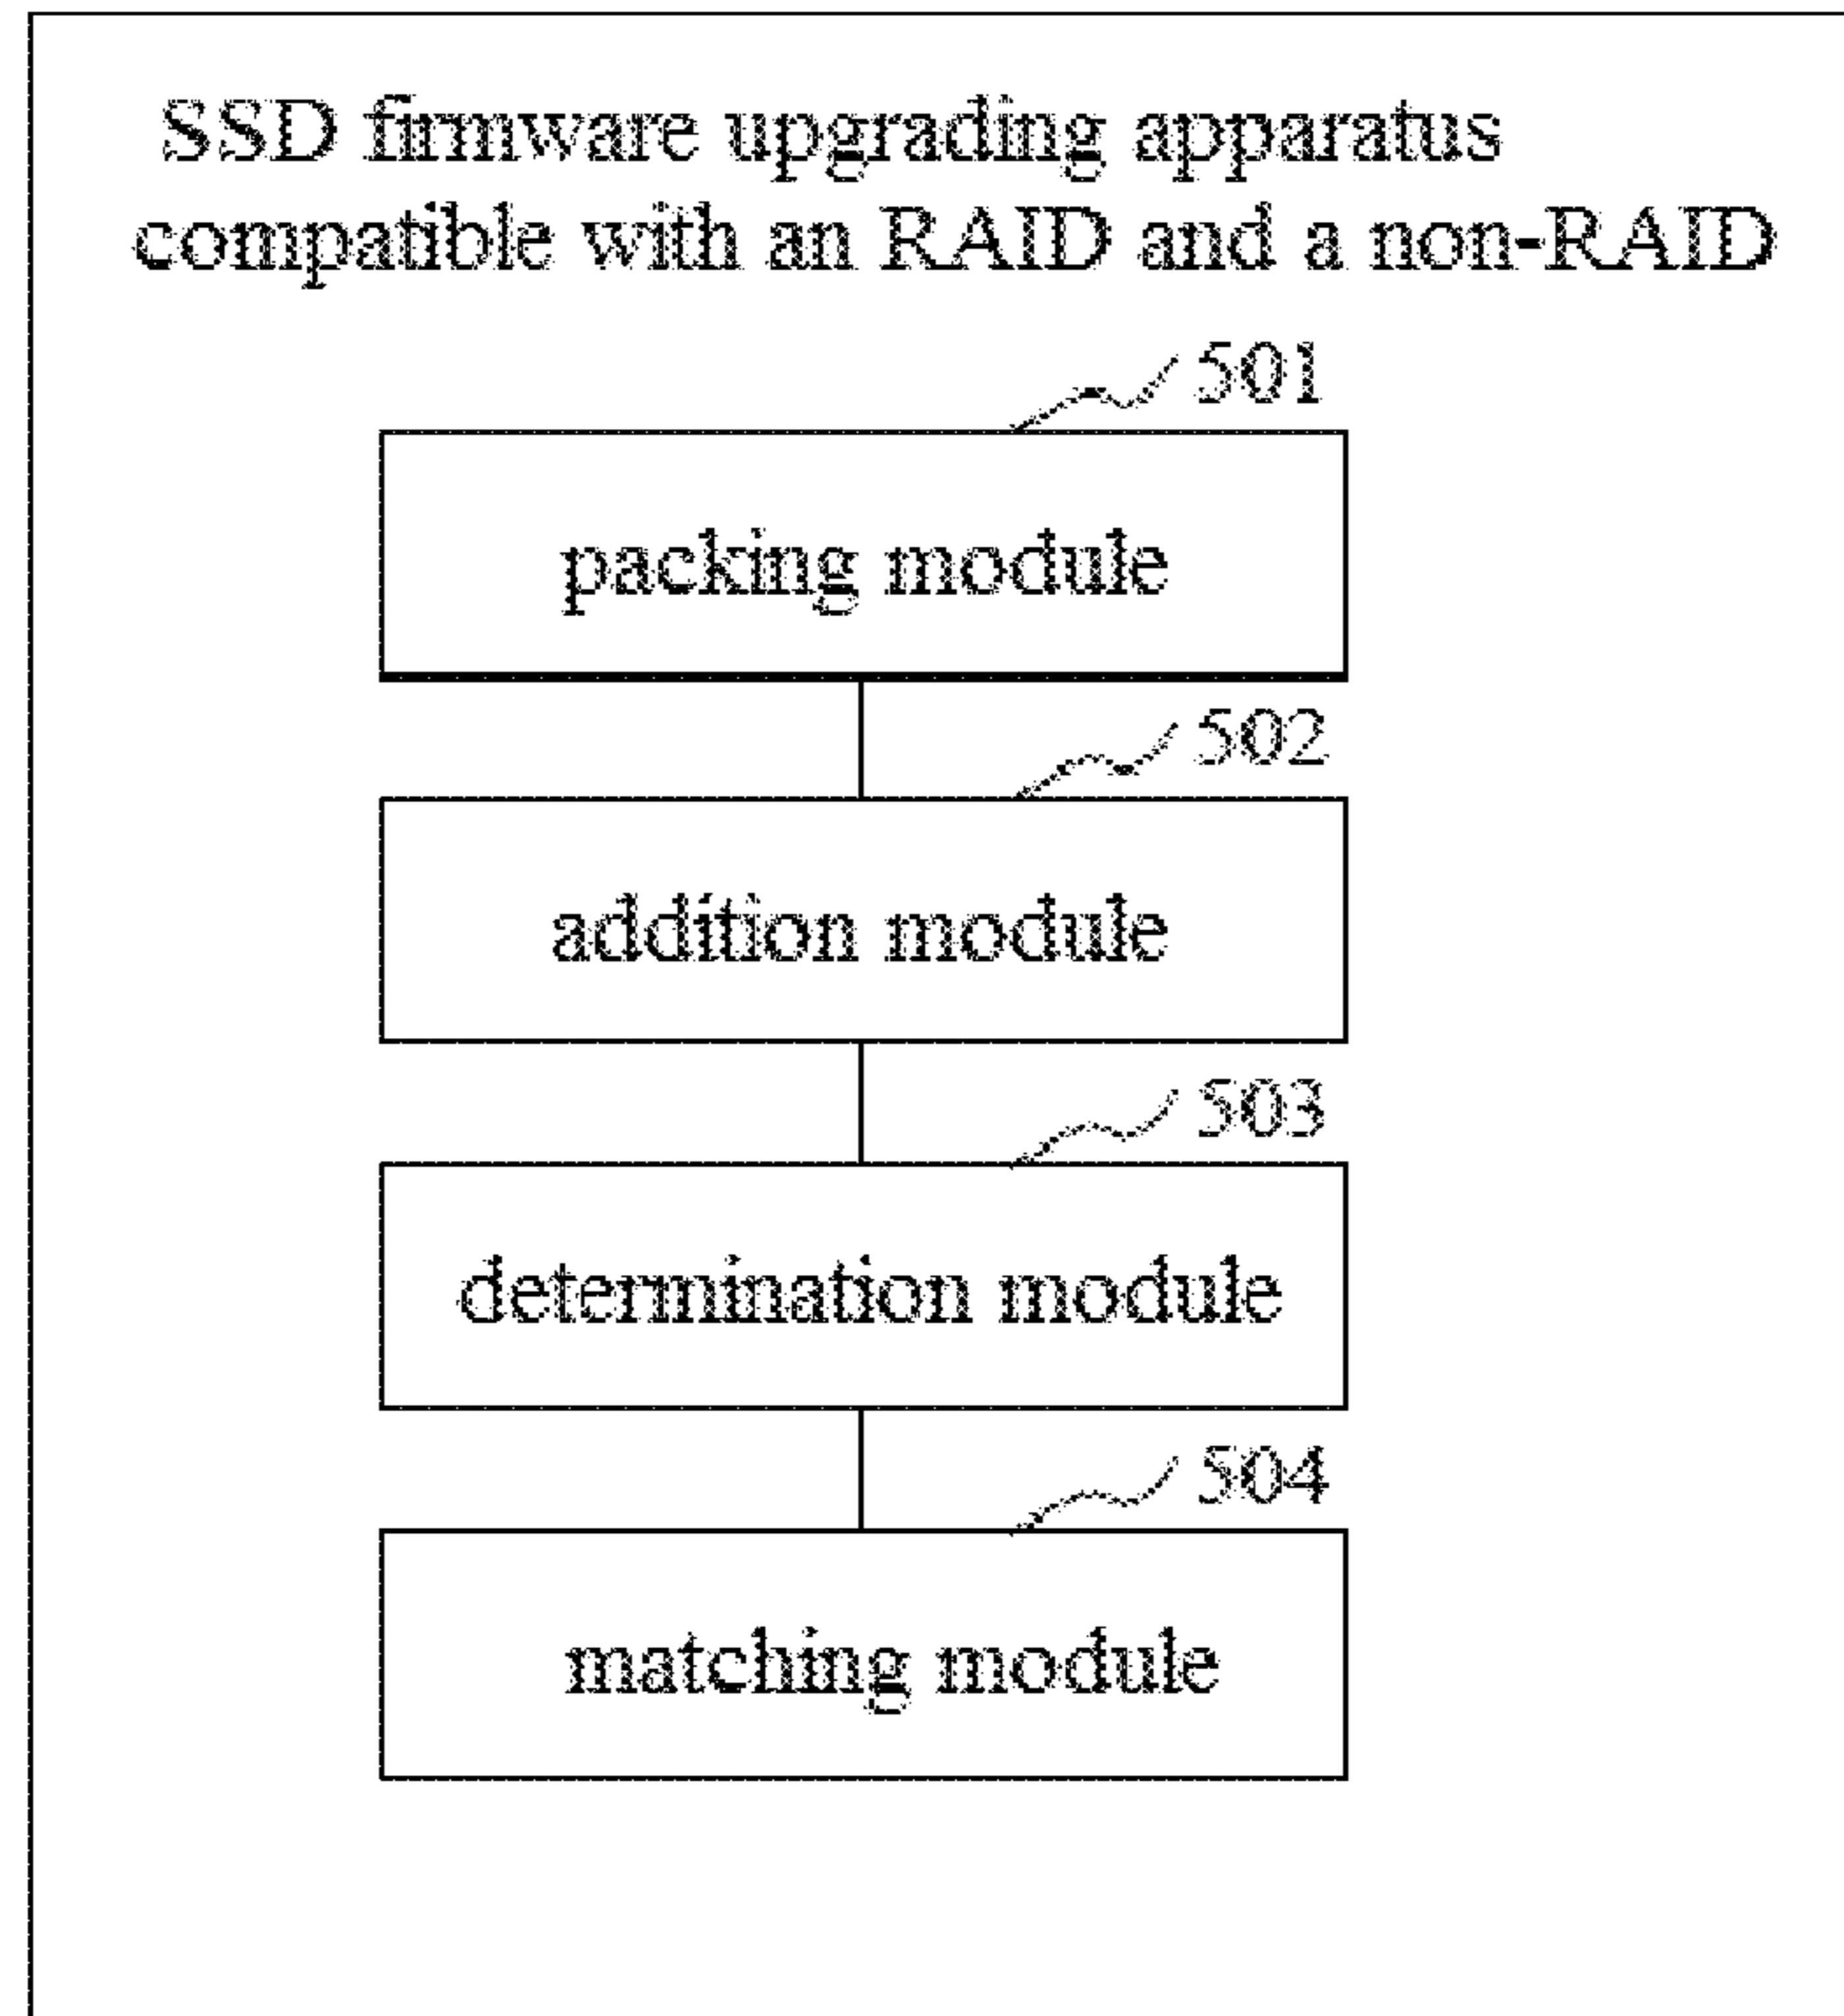 SSD firmware upgrading apparatus
compatible with an RAID and a non-RAID
501
packing module
502
addition module
503
determination module
504
matching module